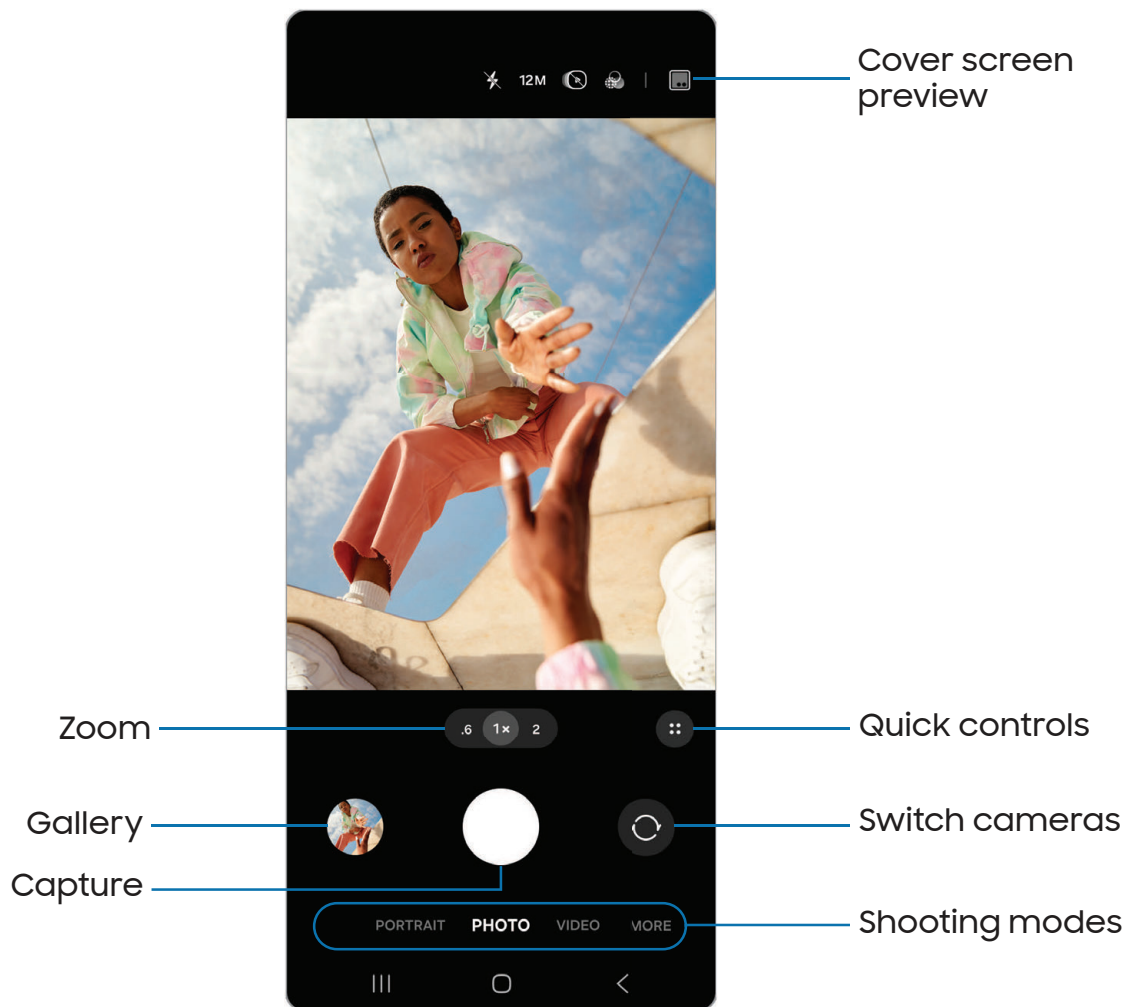 Cover screen
preview
12M
Zoom
.6 1× 2
Quick controls
Gallery
Switch cameras
Capture
PORTRAIT PHOTO VIDEO MORE
Shooting modes